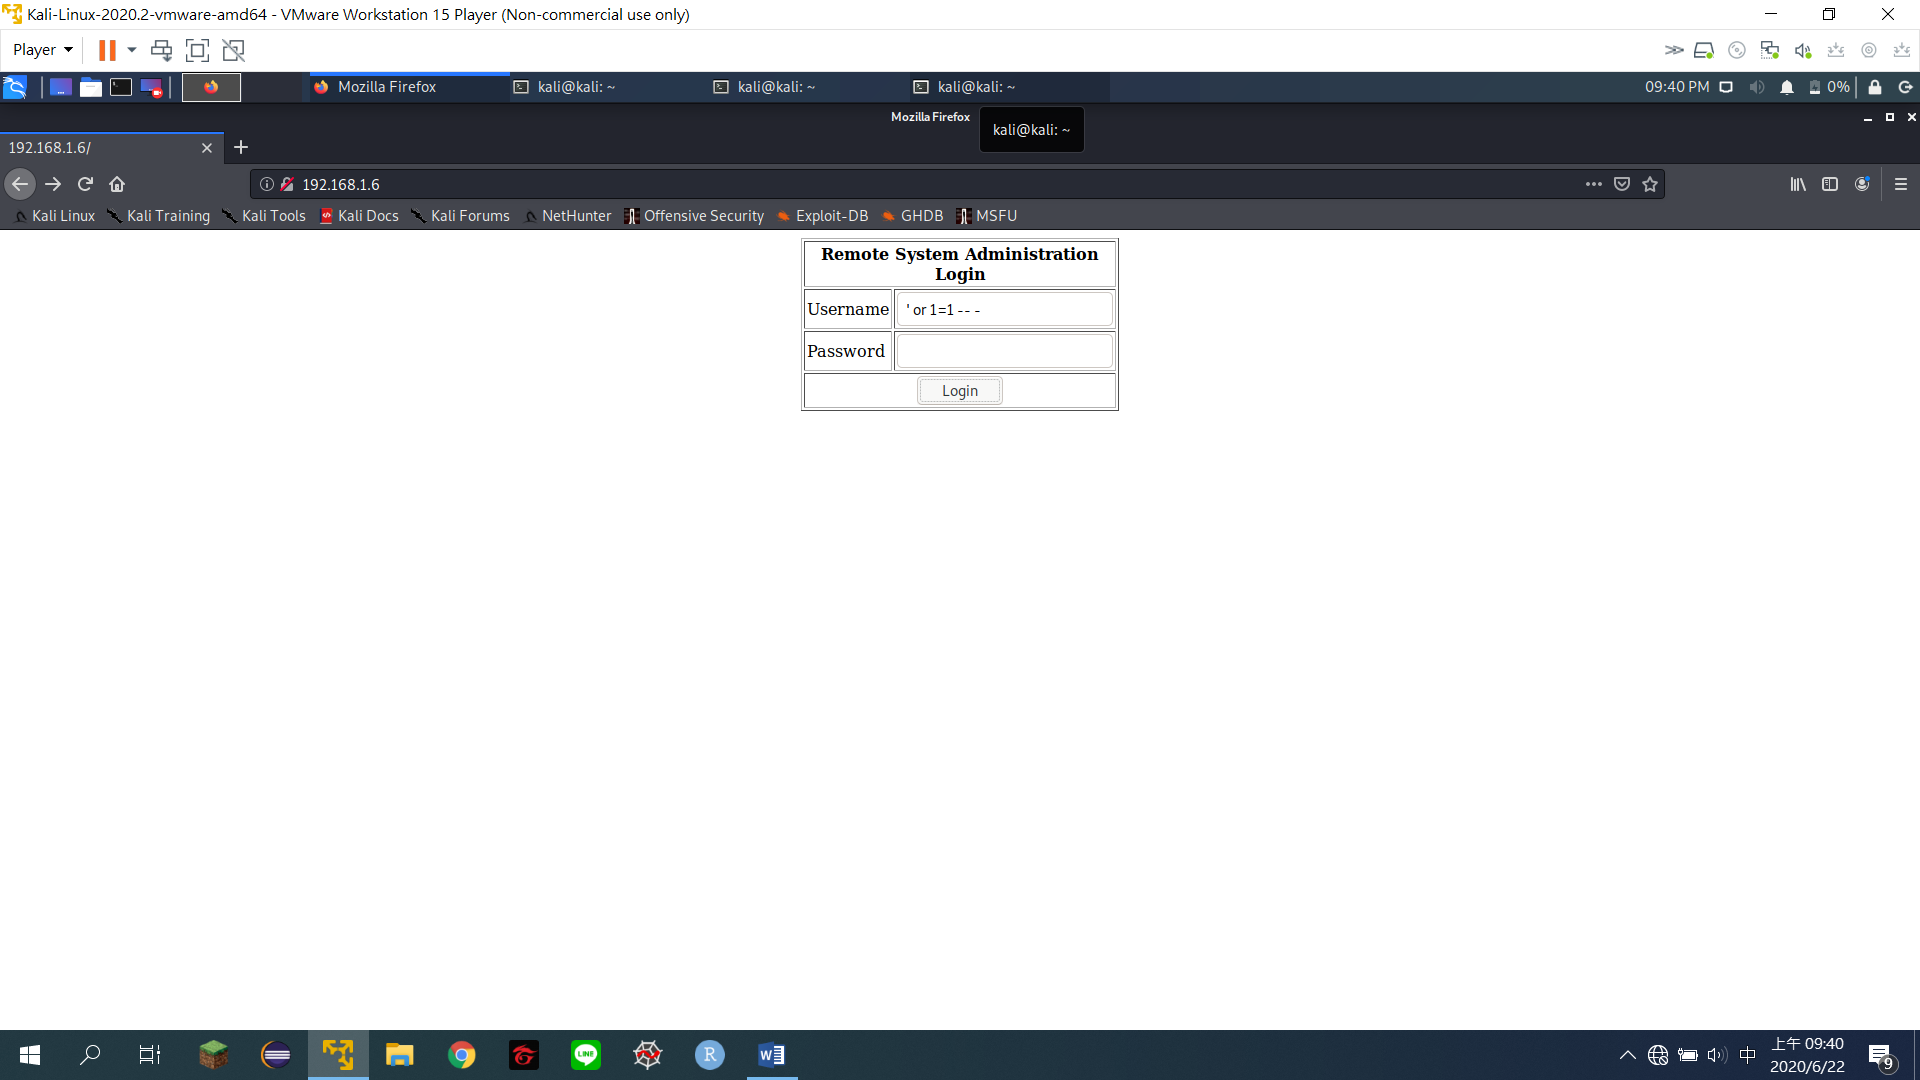 Kali-Linux-2020.2-vmware-amd64 - VMware Workstation 15 Player (Non-commercial use only)
Player
Mozilla Firefox
kali@kali: ~
kali@kali: ~
kali@kali: ~
09:40 PM
0%
Mozilla Firefox
kali@kali: ~
192.168.1.6/
192.168.1.6
Kali Linux
Kali Training
Kali Tools
Kali Docs
Kali Forums
NetHunter
Offensive Security
Exploit-DB
GHDB
MSFU
Remote System Administration
Login
Username
' or 1=1 -- -
Password
Login
LINE
R
W
中
上午 09:40
2020/6/22
9